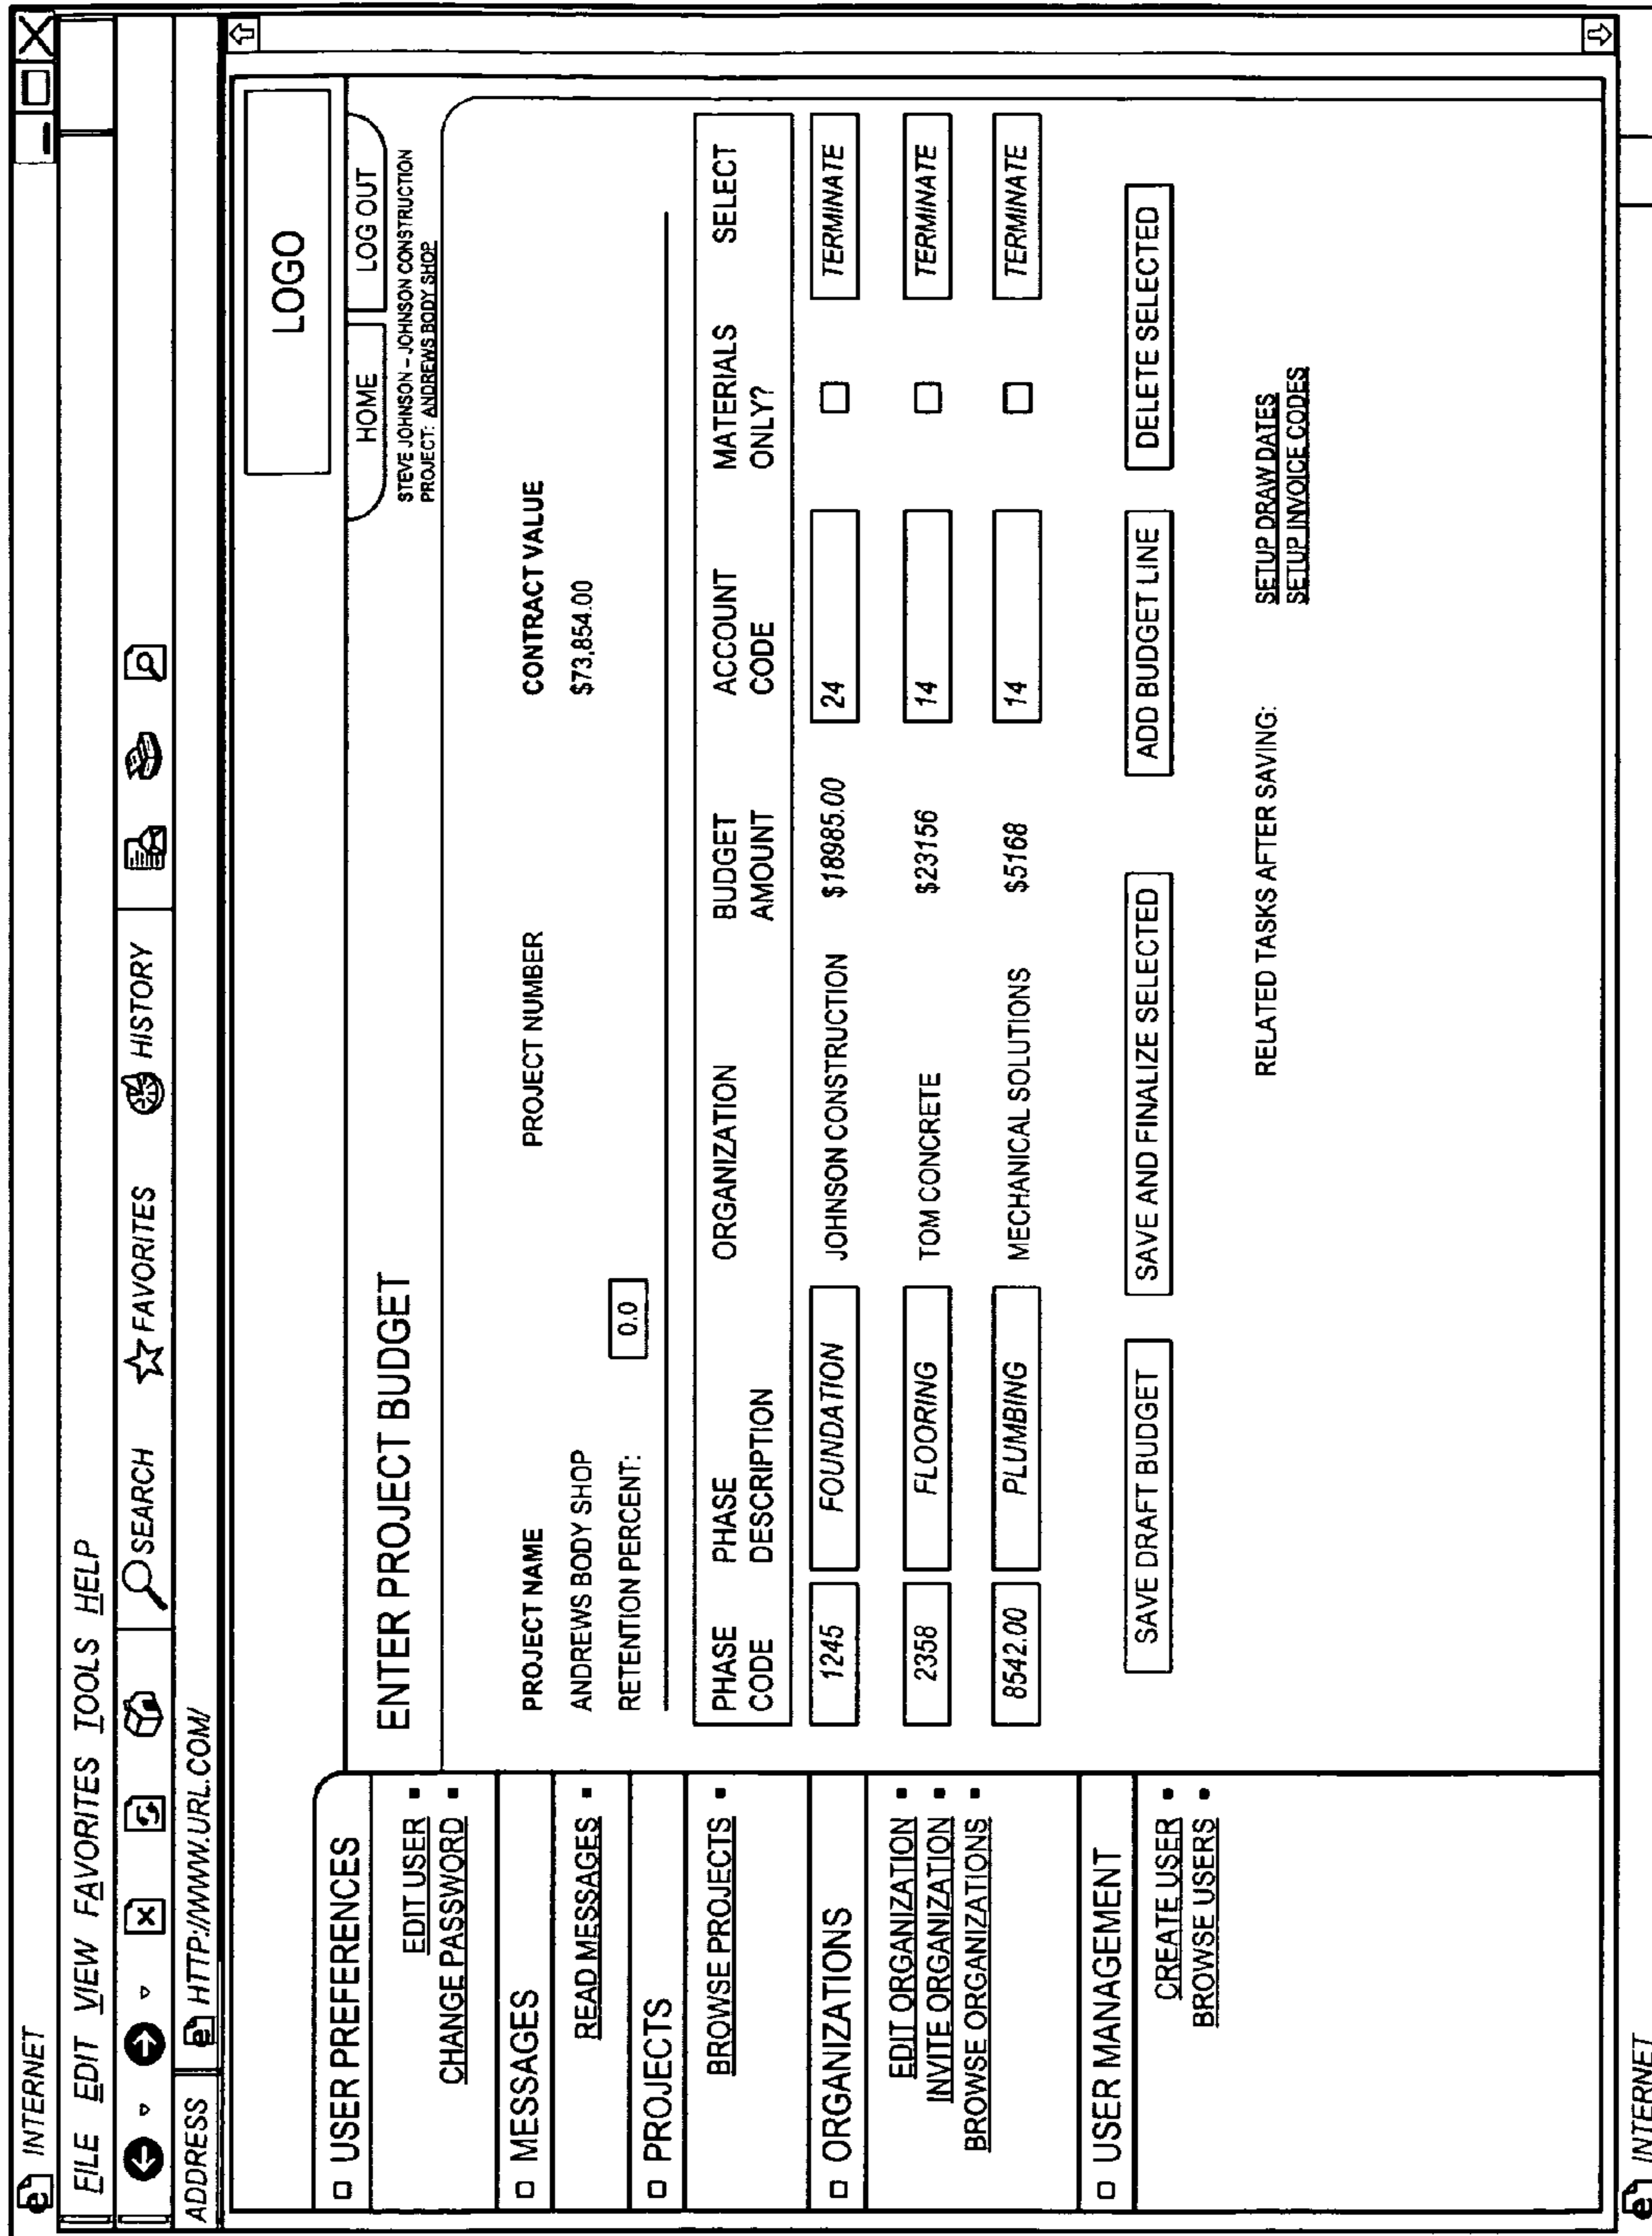 INTERNET
FILE EDIT VIEW FAVORITES TOOLS HELP
SEARCH FAVORITES HISTORY
ADDRESS HTTP://WWW.URL.COM/
LOGO
HOME LOG OUT
STEVE JOHNSON – JOHNSON CONSTRUCTION
PROJECT: ANDREWS BODY SHOP
USER PREFERENCES
EDIT USER
CHANGE PASSWORD
MESSAGES
READ MESSAGES
PROJECTS
BROWSE PROJECTS
ORGANIZATIONS
EDIT ORGANIZATION
INVITE ORGANIZATION
BROWSE ORGANIZATIONS
USER MANAGEMENT
CREATE USER
BROWSE USERS
ENTER PROJECT BUDGET
PROJECT NAME PROJECT NUMBER CONTRACT VALUE
ANDREWS BODY SHOP $73,854.00
RETENTION PERCENT: 0.0
PHASE PHASE ORGANIZATION BUDGET ACCOUNT MATERIALS SELECT
CODE DESCRIPTION AMOUNT CODE ONLY?
1245 FOUNDATION JOHNSON CONSTRUCTION $18985.00 24 TERMINATE
2358 FLOORING TOM CONCRETE $23156 14 TERMINATE
8542.00 PLUMBING MECHANICAL SOLUTIONS $5168 14 TERMINATE
SAVE DRAFT BUDGET SAVE AND FINALIZE SELECTED ADD BUDGET LINE DELETE SELECTED
RELATED TASKS AFTER SAVING: SETUP DRAW DATES
SETUP INVOICE CODES
INTERNET